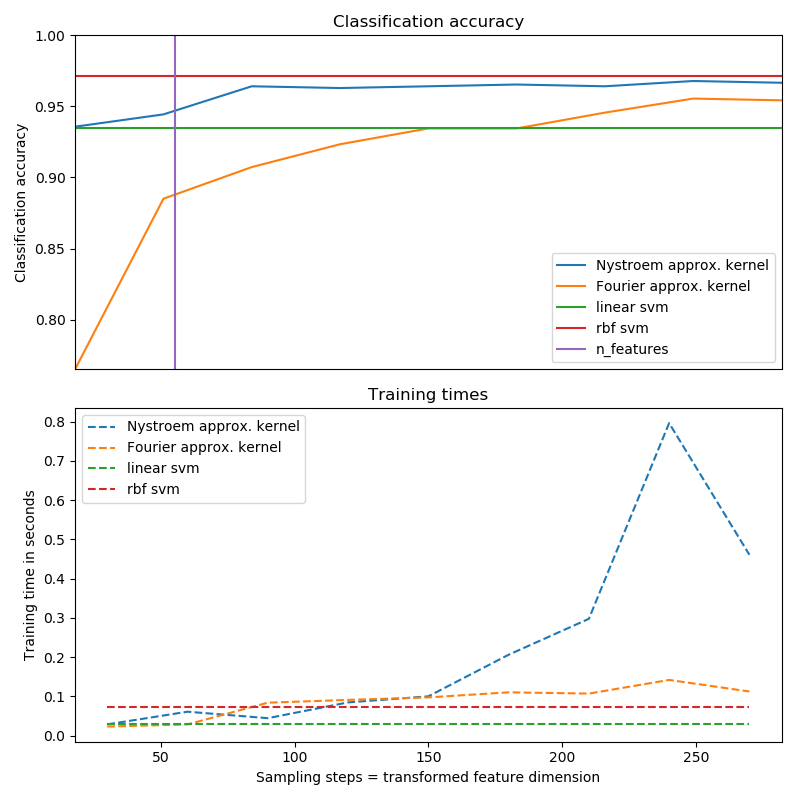 Classification accuracy
1.00
0.95
0.90
0.85
0.80
Classification accuracy
Nystroem approx. kernel
Fourier approx. kernel
linear svm
rbf svm
n_features
Training times
0.8
0.7
0.6
0.5
0.4
0.3
0.2
0.1
0.0
Training time in seconds
Nystroem approx. kernel
Fourier approx. kernel
linear svm
rbf svm
50
100
150
200
250
Sampling steps = transformed feature dimension